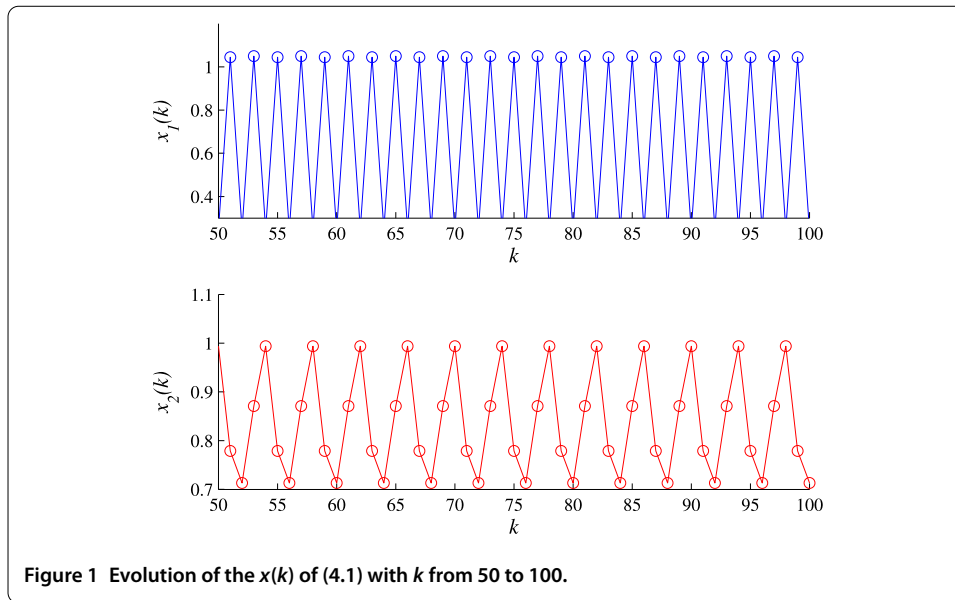 1
0.8
0.6
0.4
x_1(k)
50 55 60 65 70 75 80 85 90 95 100
k
1.1
1
0.9
0.8
0.7
x_2(k)
50 55 60 65 70 75 80 85 90 95 100
k
Figure 1 Evolution of the x(k) of (4.1) with k from 50 to 100.